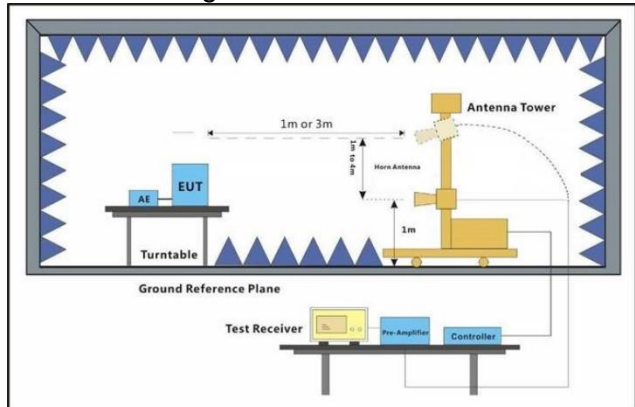 1m or 3m
Antenna Tower
1m to 4m
Horn Antenna
EUT
AE
1m
Turntable
Ground Reference Plane
Test Receiver
Pre-Amplifier
Controller